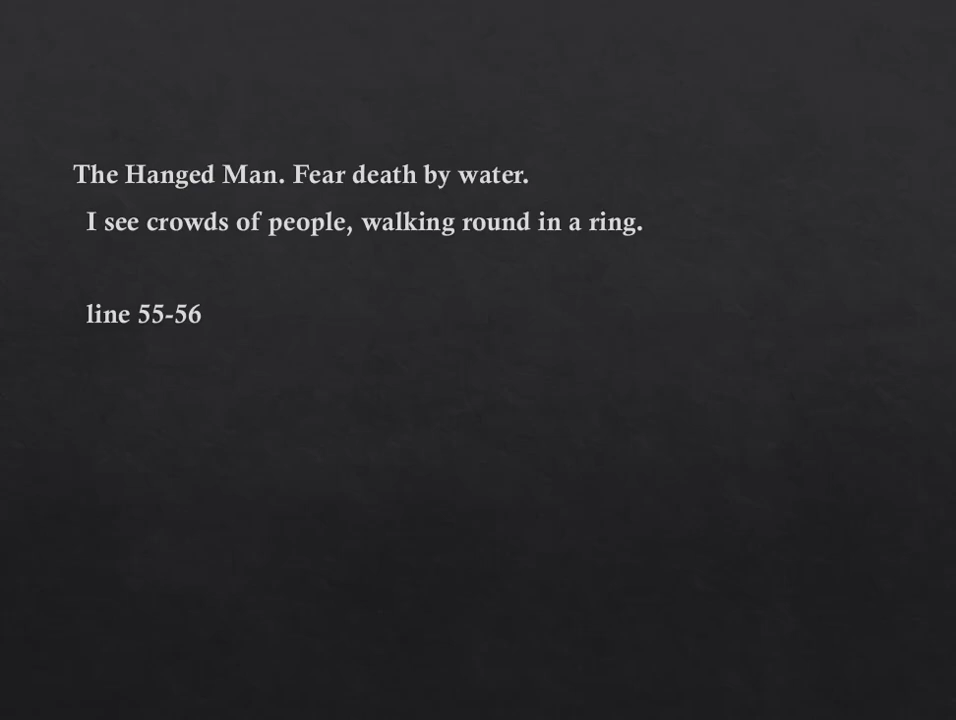 The Hanged Man. Fear death by water.
I see crowds of people, walking round in a ring.
line 55-56